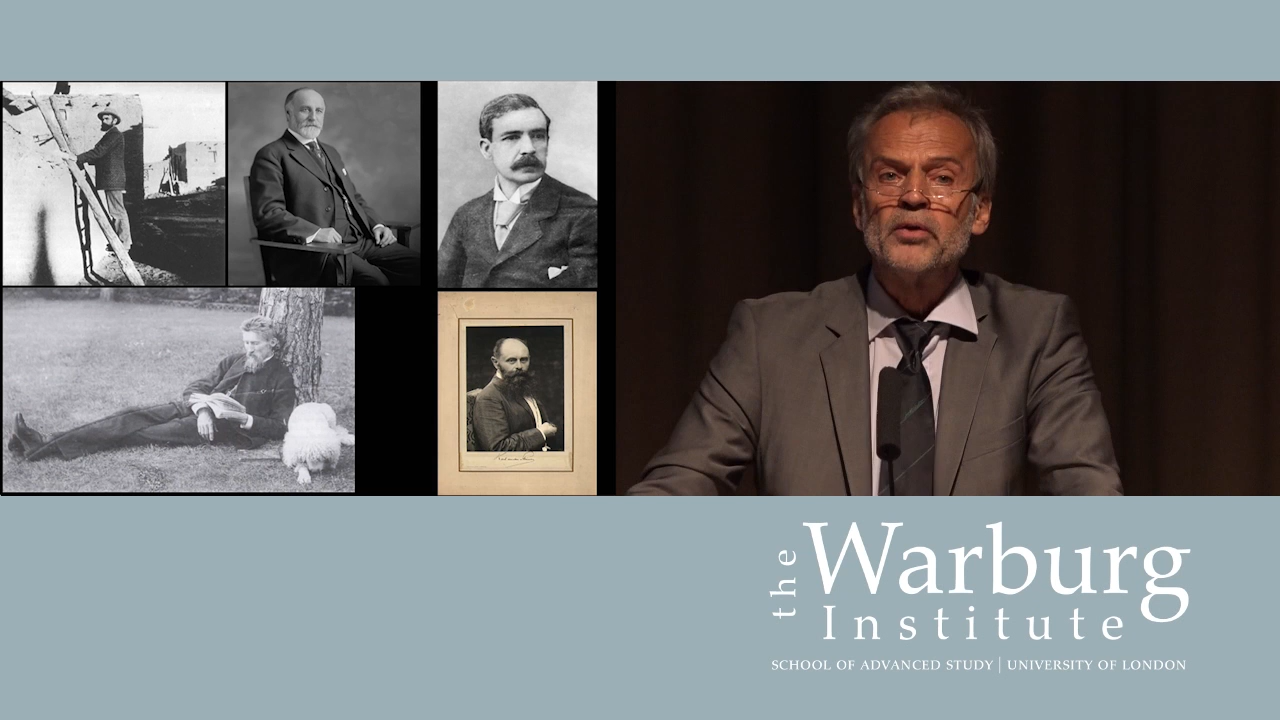 the Warburg
Institute
SCHOOL OF ADVANCED STUDY | UNIVERSITY OF LONDON